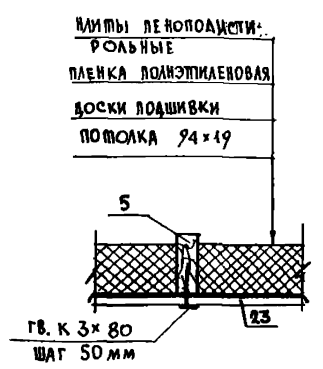 ПЛИТЫ ПЕНОПОЛИСТИ-
РОЛЬНЫЕ
ПЛЕНКА ПОЛИЭТИЛЕНОВАЯ
ДОСКИ ПОДШИВКИ
ПОТОЛКА 94×19
5
23
ГВ. К 3×80
ШАГ 50 мм